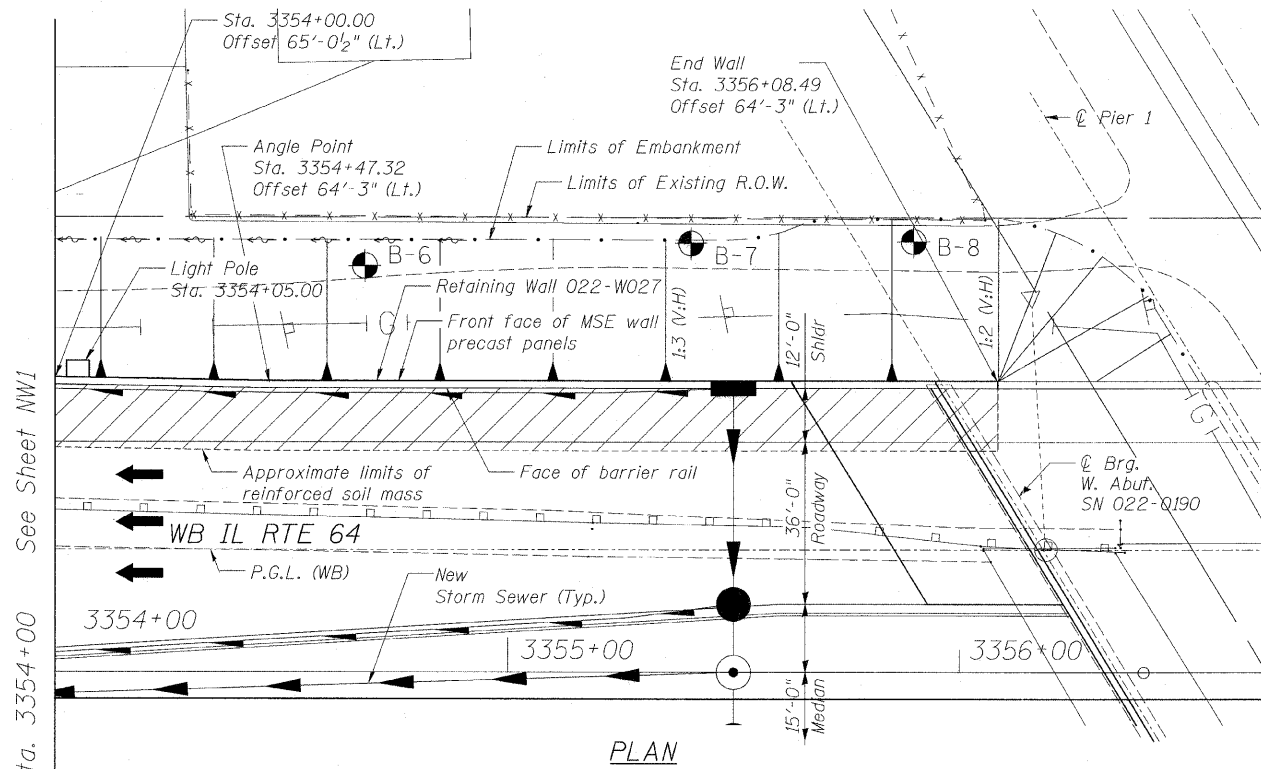 Sta. 3354+00.00
Offset 65'-0½" (Lt.)
End Wall
Sta. 3356+08.49
Offset 64'-3" (Lt.)
℄ Pier 1
Angle Point
Sta. 3354+47.32
Offset 64'-3" (Lt.)
Limits of Embankment
Limits of Existing R.O.W.
B-6
B-7
B-8
Light Pole
Sta. 3354+05.00
Retaining Wall 022-W027
Front face of MSE wall
precast panels
G
1:3 (V:H)
12'-0"
Shldr
1:2 (V:H)
G
Approximate limits of
reinforced soil mass
Face of barrier rail
36'-0"
Roadway
℄ Brg.
W. Abut.
SN 022-0190
WB IL RTE 64
P.G.L. (WB)
New
Storm Sewer (Typ.)
3354+00
3355+00
3356+00
15'-0"
Median
See Sheet NW1
ta. 3354+00
PLAN